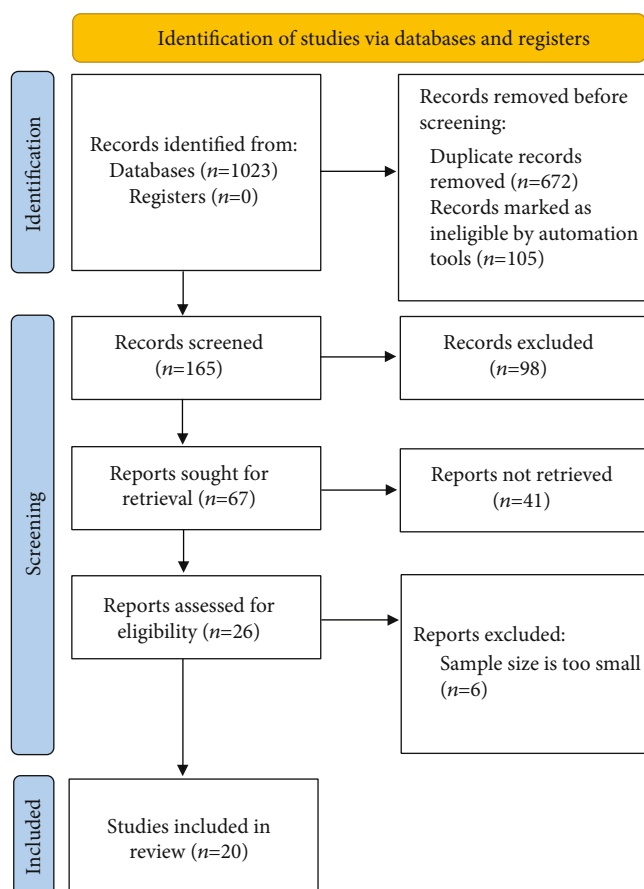 Identification of studies via databases and registers
Identification
Records identified from:
Databases (n=1023)
Registers (n=0)
Records removed before
screening:
Duplicate records
removed (n=672)
Records marked as
ineligible by automation
tools (n=105)
Screening
Records screened
(n=165)
Records excluded
(n=98)
Reports sought for
retrieval (n=67)
Reports not retrieved
(n=41)
Reports assessed for
eligibility (n=26)
Reports excluded:
Sample size is too small
(n=6)
Included
Studies included in
review (n=20)